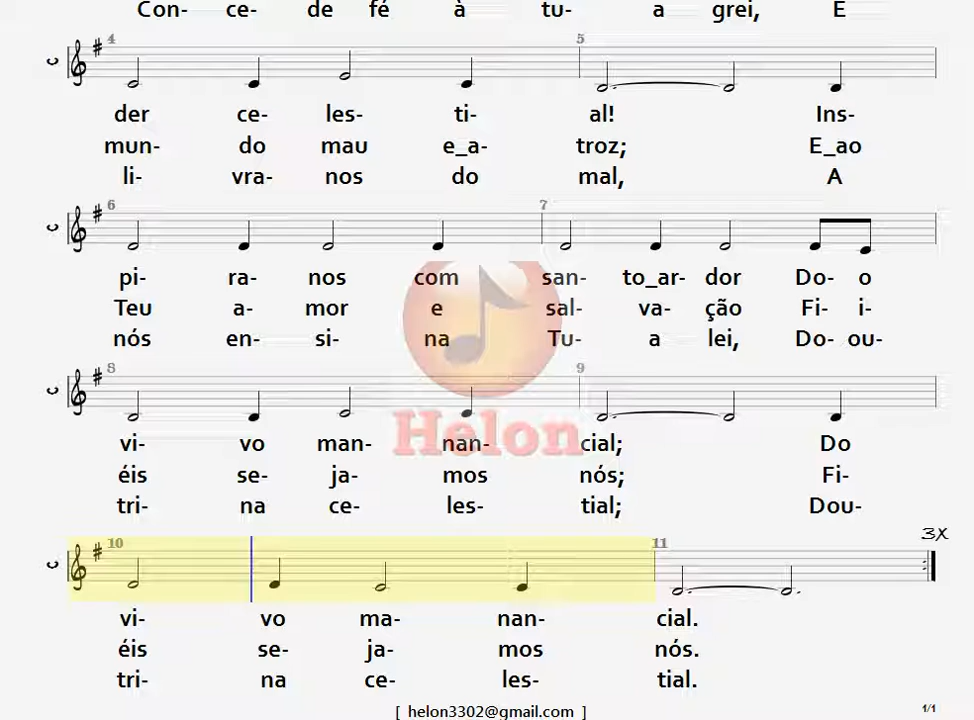 Con- ce- de fé à tu- a grei, E
4 5
der ce- les- ti- al! Ins-
mun- do mau e_a- troz; E_ao
li- vra- nos do mal, A
6 7
pi- ra- nos com san- to_ar- dor Do- o
Teu a- mor e sal- va- ção Fi- i-
nós en- si- na Tu- a lei, Do- ou-
8 9
Helon
vi- vo man- nan- cial; Do
éis se- ja- mos nós; Fi-
tri- na ce- les- tial; Dou-
3X
10 11
vi- vo ma- nan- cial.
éis se- ja- mos nós.
tri- na ce- les- tial.
[ helon3302@gmail.com ]
1/1